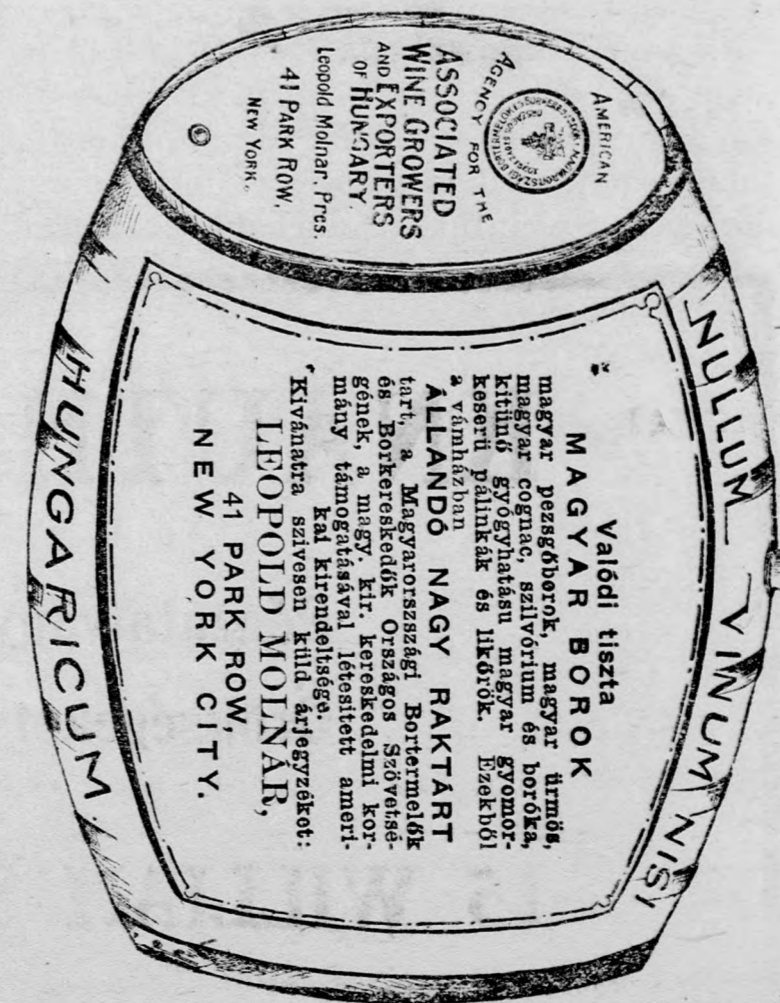 AMERICAN
AGENCY FOR THE
ASSOCIATED
WINE GROWERS
AND EXPORTERS
OF HUNGARY.
Leopold Molnar, Pres.
41 PARK ROW,
NEW YORK.
NULLUM VINUM NISI
Valódi tiszta
MAGYAR BOROK
magyar pezsgőborok, magyar ürmös,
magyar cognac, szilvórium és boróka,
kitünő gyógyhatásu magyar gyomor-
keserü pálinkák és likőrök. Ezekből
a vámházban
ÁLLANDÓ NAGY RAKTÁRT
tart, a Magyarorszszági Bortermelők
és Borkereskedők Országos Szövetsé-
gének, a magy. kir. kereskedelmi kor-
mány támogatásával létesitett ameri-
kai kirendeltsége.
Kivánatra szivesen küld árjegyzéket:
LEOPOLD MOLNÁR,
41 PARK ROW,
NEW YORK CITY.
HUNGARICUM.